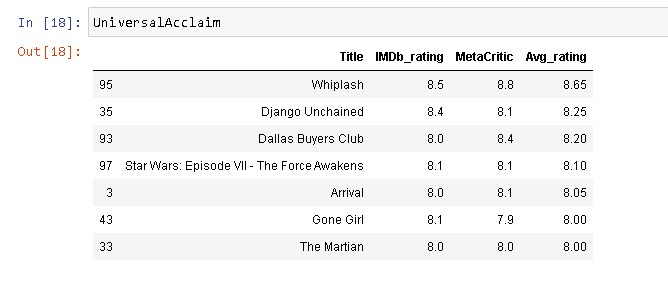 In [18]: UniversalAcclaim
Out[18]:
Title IMDb_rating MetaCritic Avg_rating
95 Whiplash 8.5 8.8 8.65
35 Django Unchained 8.4 8.1 8.25
93 Dallas Buyers Club 8.0 8.4 8.20
97 Star Wars: Episode VII - The Force Awakens 8.1 8.1 8.10
3 Arrival 8.0 8.1 8.05
43 Gone Girl 8.1 7.9 8.00
33 The Martian 8.0 8.0 8.00